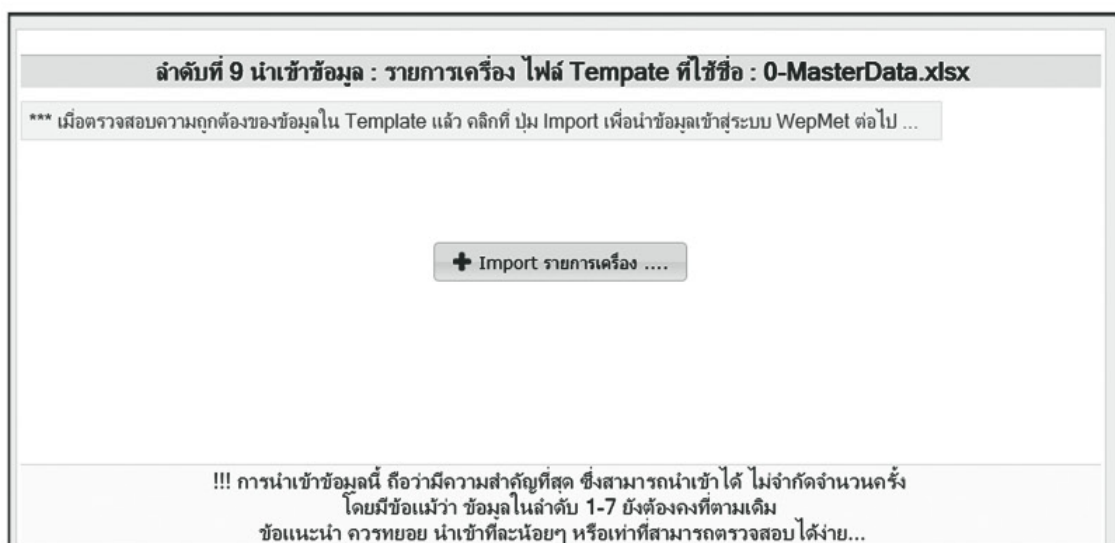 ลำดับที่ 9 นำเข้าข้อมูล : รายการเครื่อง ไฟล์ Tempate ที่ใช้ชื่อ : 0-MasterData.xlsx
*** เมื่อตรวจสอบความถูกต้องของข้อมูลใน Template แล้ว คลิกที่ ปุ่ม Import เพื่อนำข้อมูลเข้าสู่ระบบ WepMet ต่อไป ...
Import รายการเครื่อง ....
!!! การนำเข้าข้อมูลนี้ ถือว่ามีความสำคัญที่สุด ซึ่งสามารถนำเข้าได้ ไม่จำกัดจำนวนครั้ง
โดยมีข้อแม้ว่า ข้อมูลในลำดับ 1-7 ยังต้องคงที่ตามเดิม
ข้อแนะนำ ควรทยอย นำเข้าที่ละน้อยๆ หรือเท่าที่สามารถตรวจสอบได้ง่าย...